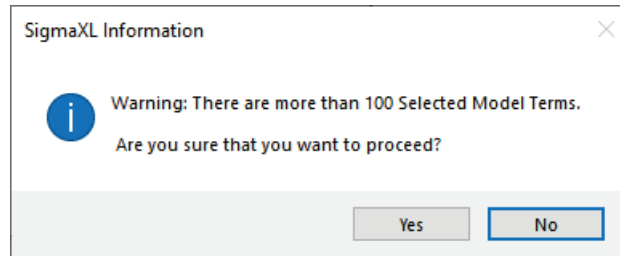 SigmaXL Information
Warning: There are more than 100 Selected Model Terms.
Are you sure that you want to proceed?
Yes No